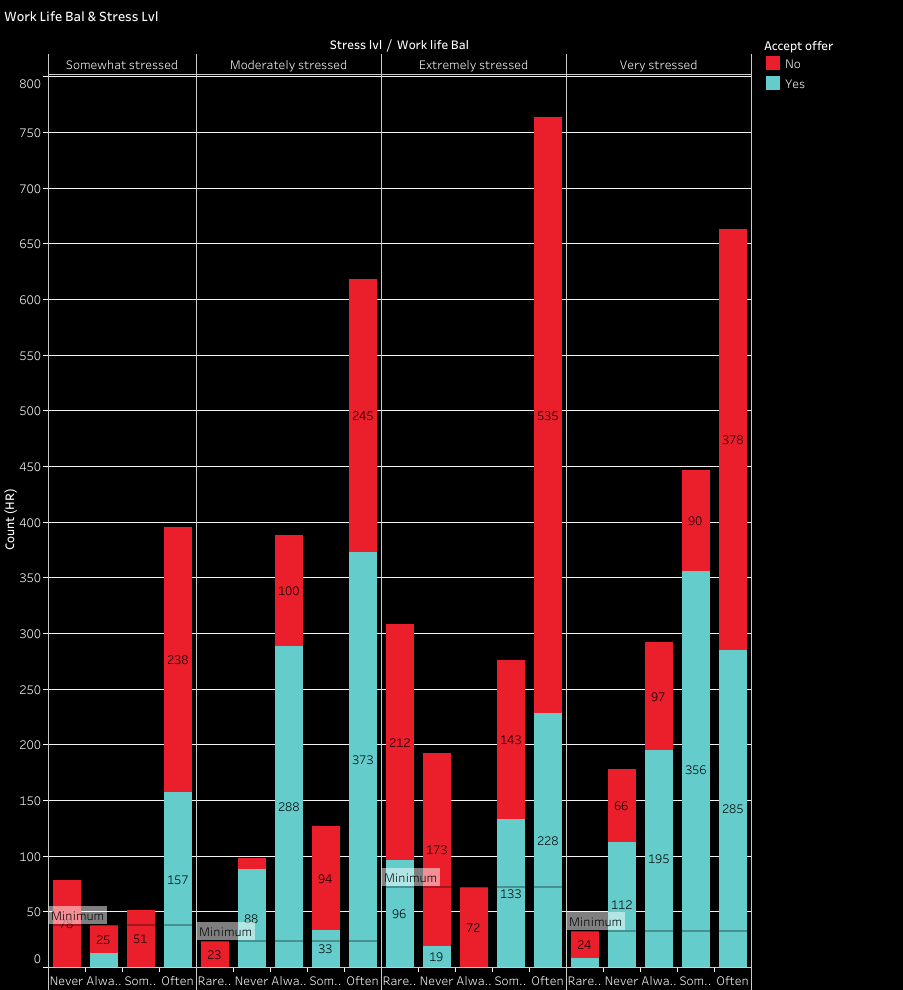 Work Life Bal & Stress Lvl
Stress lvl / Work life Bal
Accept offer
No
Yes
Somewhat stressed
Moderately stressed
Extremely stressed
Very stressed
800
750
700
650
600
550
500
450
400
350
300
250
200
150
100
50
0
Count (HR)
Minimum
25
51
238
157
Minimum
23
88
100
288
94
33
245
373
Minimum
212
96
173
19
72
143
133
535
228
Minimum
24
66
112
97
195
90
356
378
285
Never Alwa.. Som.. Often
Rare.. Never Alwa.. Som.. Often
Rare.. Never Alwa.. Som.. Often
Rare.. Never Alwa.. Som.. Often